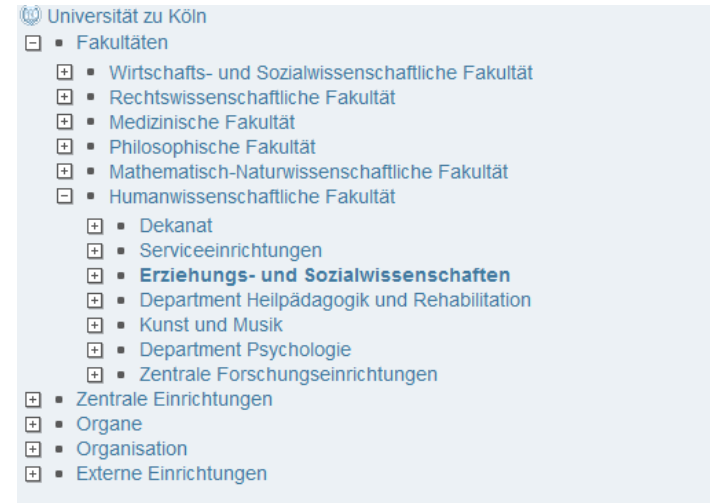 Universität zu Köln
Fakultäten
Wirtschafts- und Sozialwissenschaftliche Fakultät
Rechtswissenschaftliche Fakultät
Medizinische Fakultät
Philosophische Fakultät
Mathematisch-Naturwissenschaftliche Fakultät
Humanwissenschaftliche Fakultät
Dekanat
Serviceeinrichtungen
Erziehungs- und Sozialwissenschaften
Department Heilpädagogik und Rehabilitation
Kunst und Musik
Department Psychologie
Zentrale Forschungseinrichtungen
Zentrale Einrichtungen
Organe
Organisation
Externe Einrichtungen